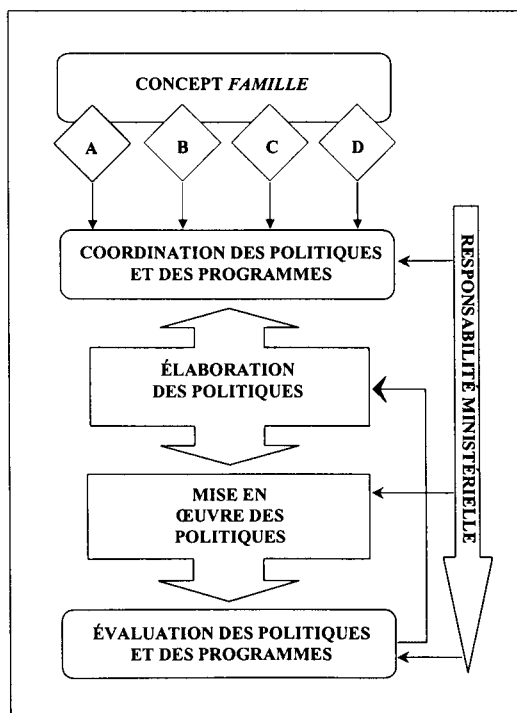 CONCEPT FAMILLE
A
B
C
D
COORDINATION DES POLITIQUES
ET DES PROGRAMMES
ÉLABORATION
DES POLITIQUES
MISE EN
ŒUVRE DES
POLITIQUES
ÉVALUATION DES POLITIQUES
ET DES PROGRAMMES
RESPONSABILITÉ MINISTÉRIELLE